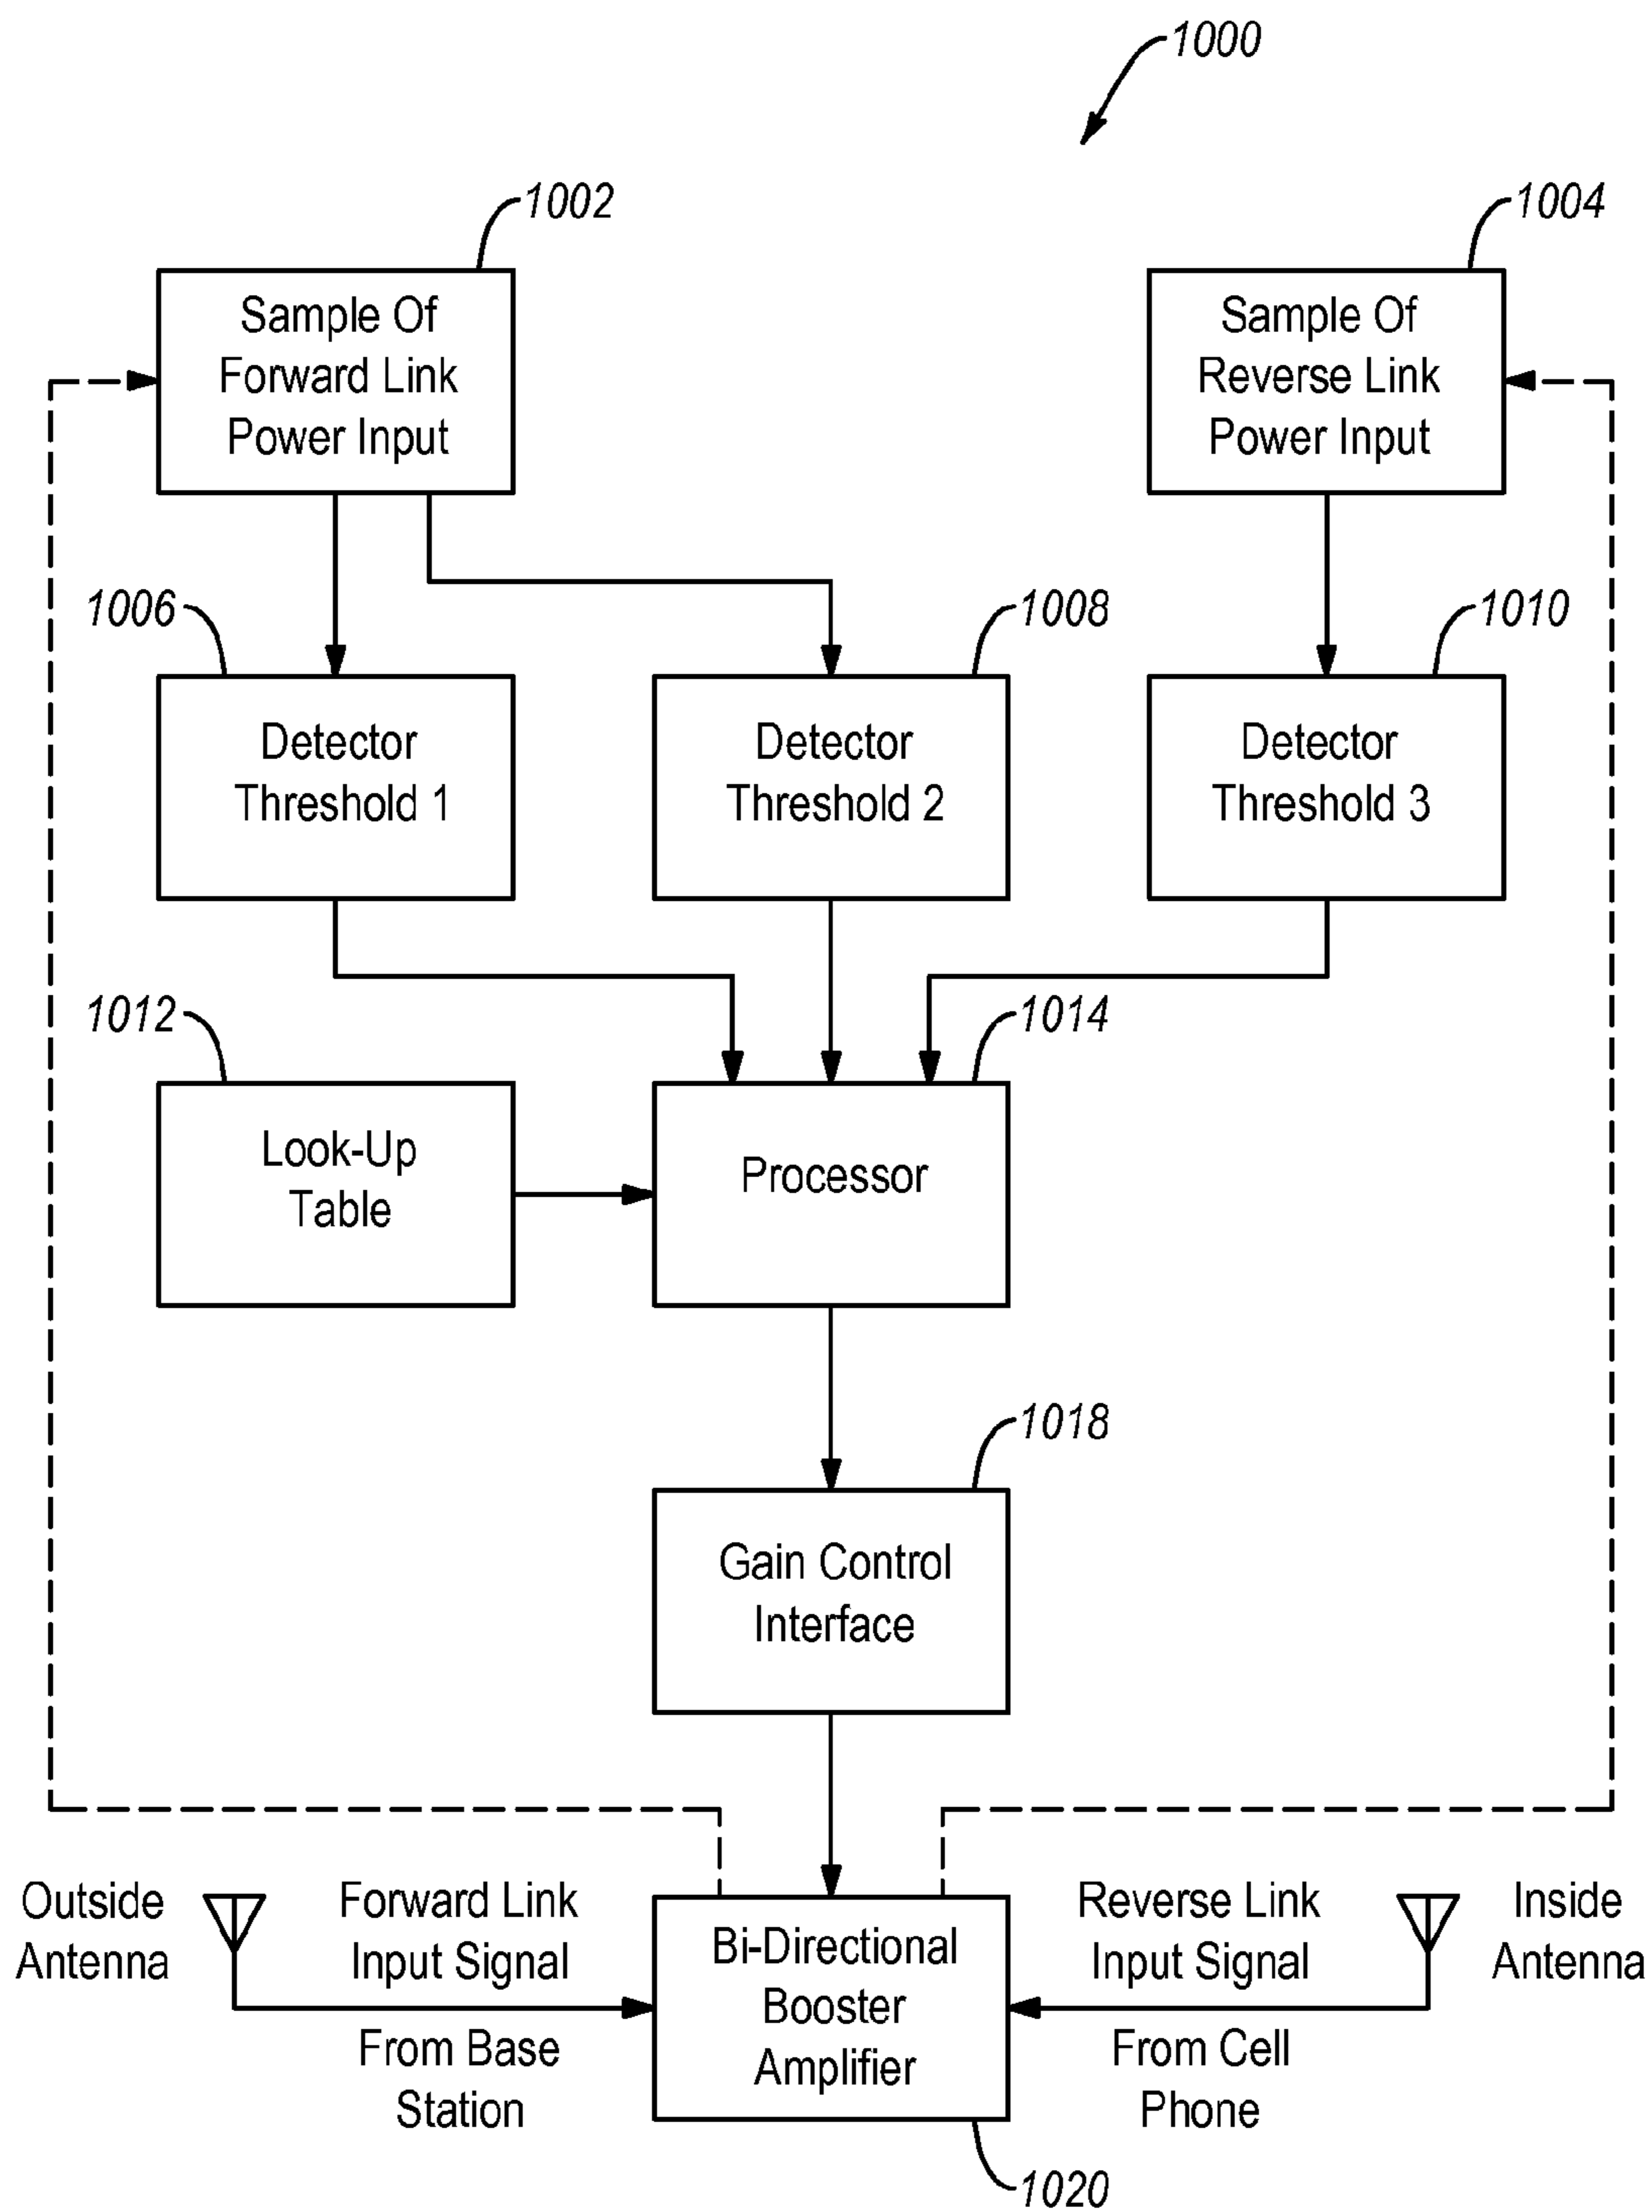 1000
1002
1004
Sample Of
Forward Link
Power Input
Sample Of
Reverse Link
Power Input
1006
1008
1010
Detector
Threshold 1
Detector
Threshold 2
Detector
Threshold 3
1012
1014
Look-Up
Table
Processor
1018
Gain Control
Interface
Outside
Antenna
Forward Link
Input Signal
From Base
Station
Bi-Directional
Booster
Amplifier
Reverse Link
Input Signal
From Cell
Phone
Inside
Antenna
1020